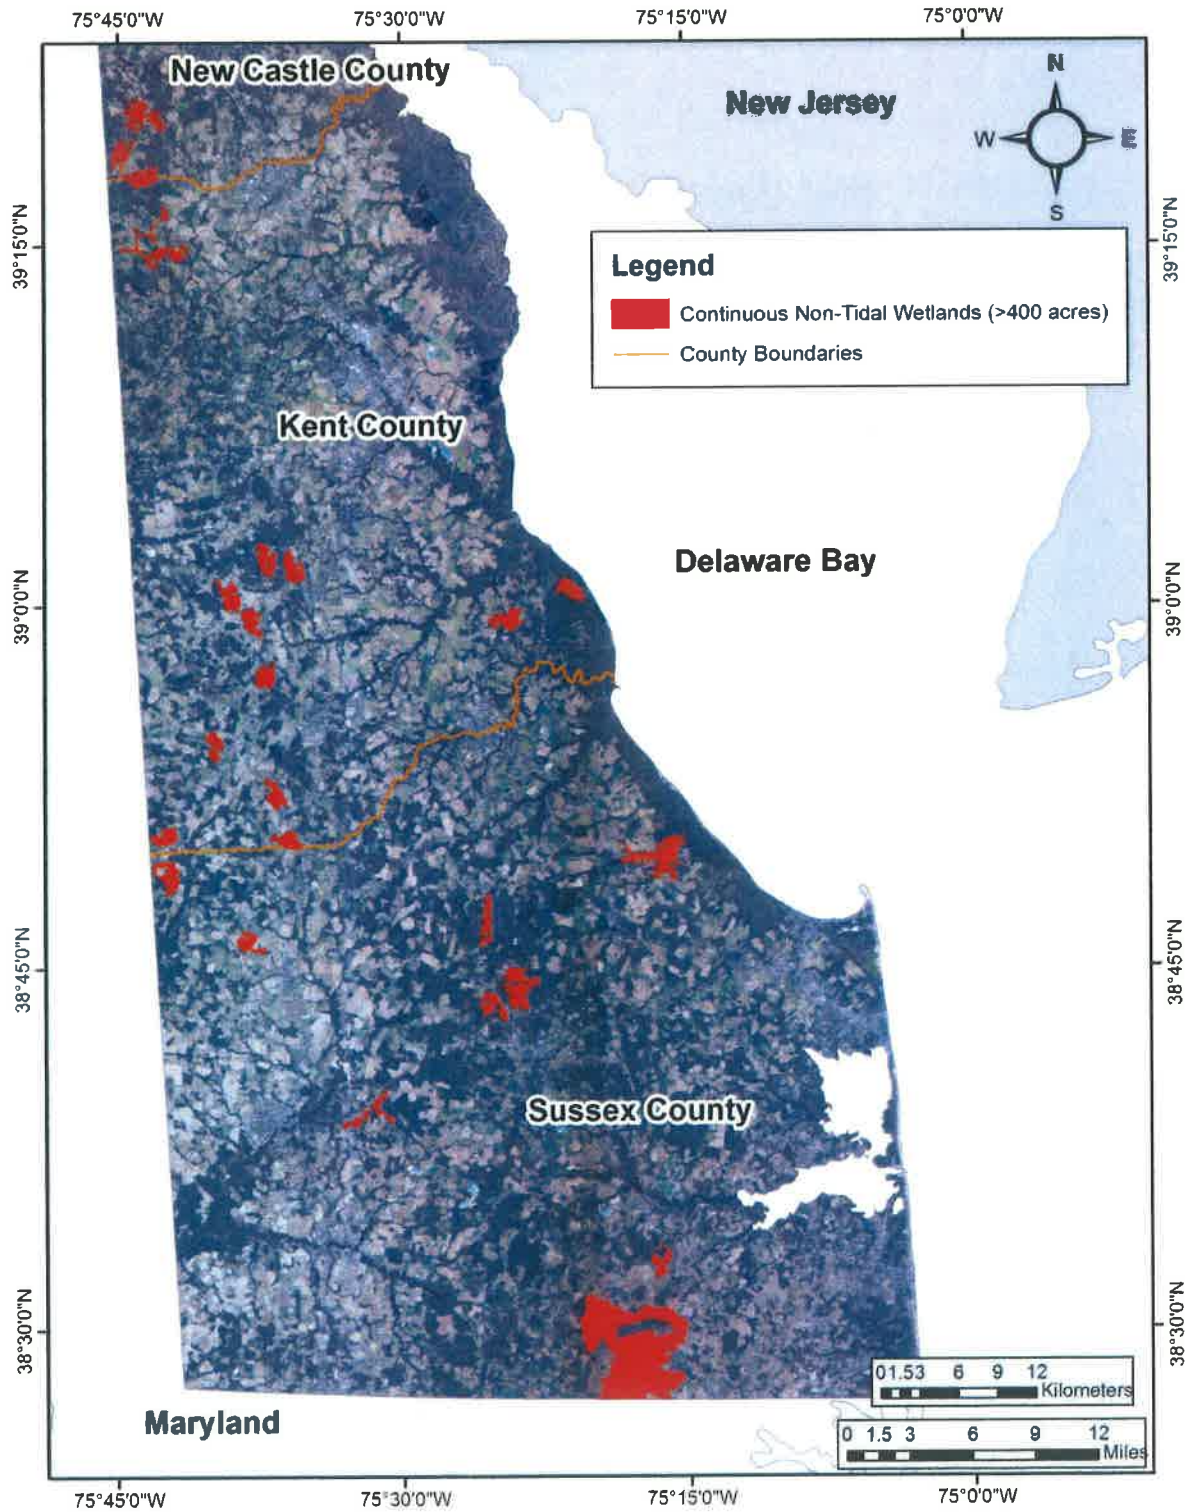 75°45'0"W 75°30'0"W 75°15'0"W 75°0'0"W
New Castle County
New Jersey
N
W E
S
39°15'0"N 39°15'0"N
Legend
Continuous Non-Tidal Wetlands (>400 acres)
County Boundaries
Kent County
Delaware Bay
39°0'0"N 39°0'0"N
38°45'0"N 38°45'0"N
Sussex County
38°30'0"N 38°30'0"N
0 1.5 3 6 9 12
Kilometers
Maryland
0 1.5 3 6 9 12
Miles
75°45'0"W 75°30'0"W 75°15'0"W 75°0'0"W